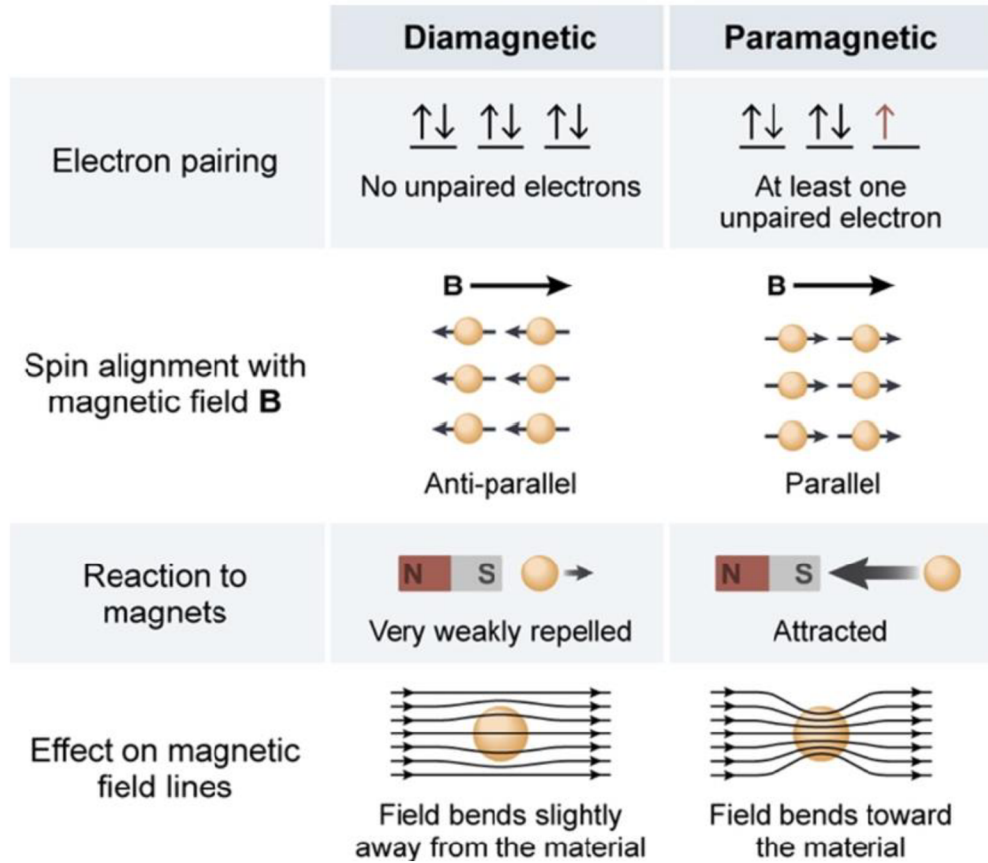 Diamagnetic
Paramagnetic
Electron pairing
No unpaired electrons
At least one
unpaired electron
Spin alignment with
magnetic field B
B
Anti-parallel
B
Parallel
Reaction to
magnets
N S
Very weakly repelled
N S
Attracted
Effect on magnetic
field lines
Field bends slightly
away from the material
Field bends toward
the material